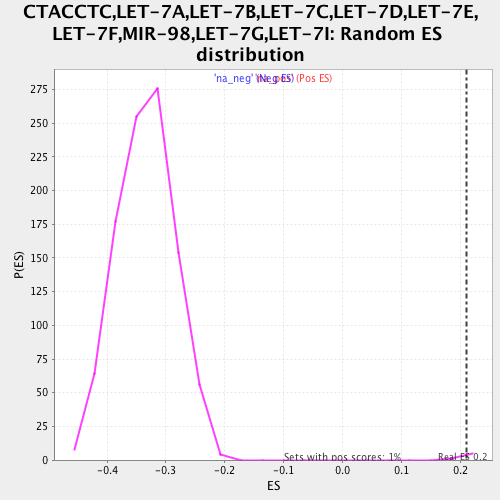 CTACCTC,LET-7A,LET-7B,LET-7C,LET-7D,LET-7E,
LET-7F,MIR-98,LET-7G,LET-7I: Random ES
distribution
'na_neg' (Neg ES) 'na_pos' (Pos ES)
275
250
225
200
175
150
125
100
75
50
25
0
P(ES)
Sets with pos scores: 1%
Real ES 0.2
-0.4 -0.3 -0.2 -0.1 0.0 0.1 0.2
ES